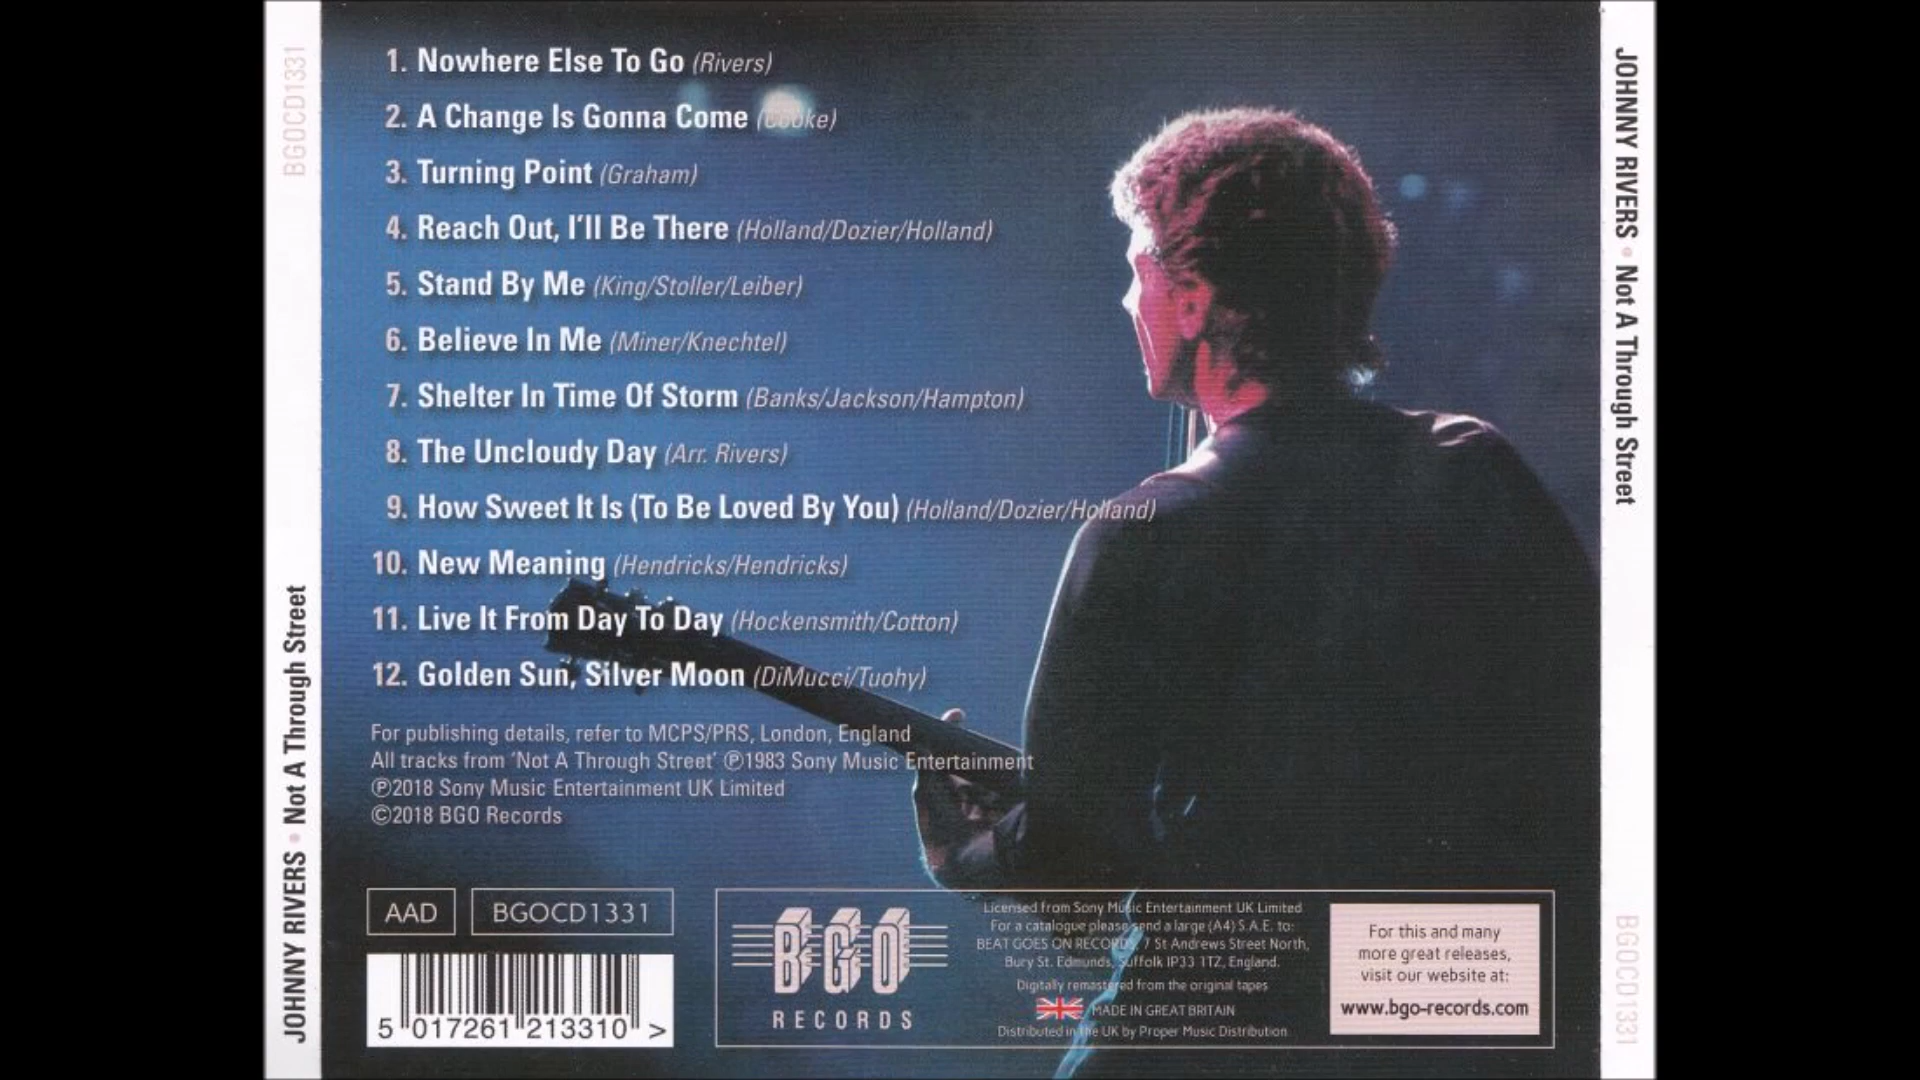 BGOCD1331
JOHNNY RIVERS • Not A Through Street
1. Nowhere Else To Go (Rivers)
2. A Change Is Gonna Come (Cooke)
3. Turning Point (Graham)
4. Reach Out, I'll Be There (Holland/Dozier/Holland)
5. Stand By Me (King/Stoller/Leiber)
6. Believe In Me (Miner/Knechtel)
7. Shelter In Time Of Storm (Banks/Jackson/Hampton)
8. The Uncloudy Day (Arr. Rivers)
9. How Sweet It Is (To Be Loved By You) (Holland/Dozier/Holland)
10. New Meaning (Hendricks/Hendricks)
11. Live It From Day To Day (Hockensmith/Cotton)
12. Golden Sun, Silver Moon (DiMucci/Tuohy)
For publishing details, refer to MCPS/PRS, London, England
All tracks from 'Not A Through Street' ℗1983 Sony Music Entertainment
℗2018 Sony Music Entertainment UK Limited
©2018 BGO Records
AAD
BGOCD1331
5 017261 213310 >
BGO
RECORDS
Licensed from Sony Music Entertainment UK Limited
For a catalogue please send a large (A4) S.A.E. to:
BEAT GOES ON RECORDS, 7 St Andrews Street North,
Bury St. Edmunds, Suffolk IP33 1TZ, England.
Digitally remastered from the original tapes
MADE IN GREAT BRITAIN
Distributed in the UK by Proper Music Distribution
For this and many
more great releases,
visit our website at:
www.bgo-records.com
JOHNNY RIVERS • Not A Through Street
BGOCD1331